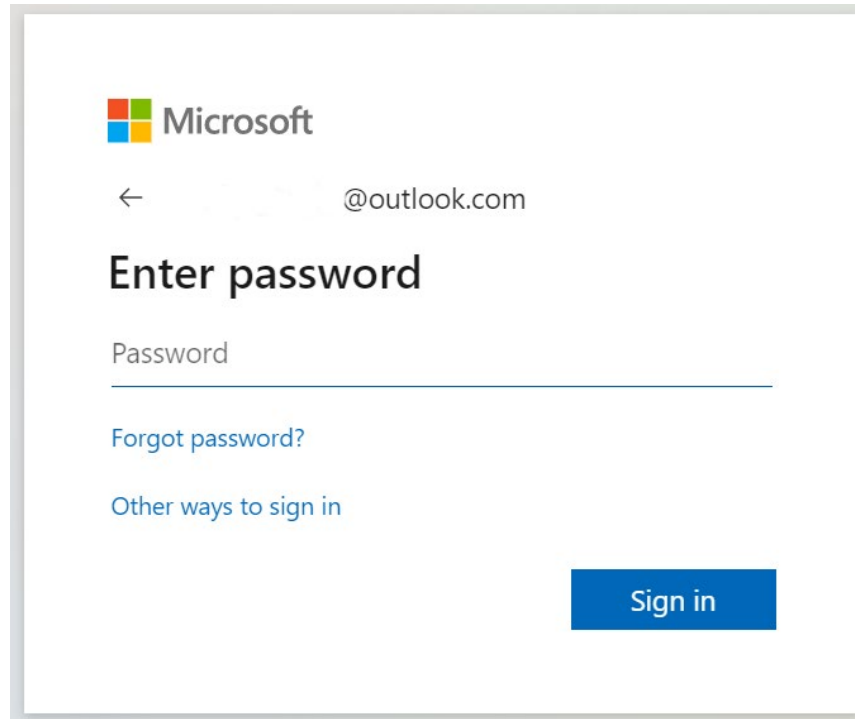 Microsoft
← @outlook.com
Enter password
Password
Forgot password?
Other ways to sign in
Sign in